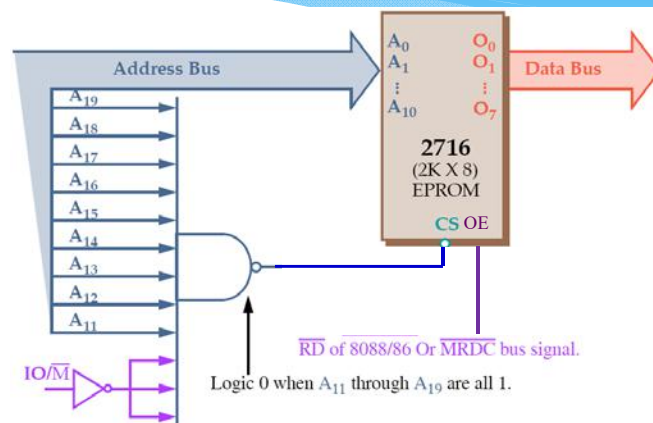 Address Bus
A₀ O₀
A₁ O₁
⋮ ⋮
A₁₀ O₇
Data Bus
2716
(2K X 8)
EPROM
CS OE
A₁₉
A₁₈
A₁₇
A₁₆
A₁₅
A₁₄
A₁₃
A₁₂
A₁₁
IO/M̅
R̅D̅ of 8088/86 Or M̅R̅D̅C̅ bus signal.
Logic 0 when A₁₁ through A₁₉ are all 1.